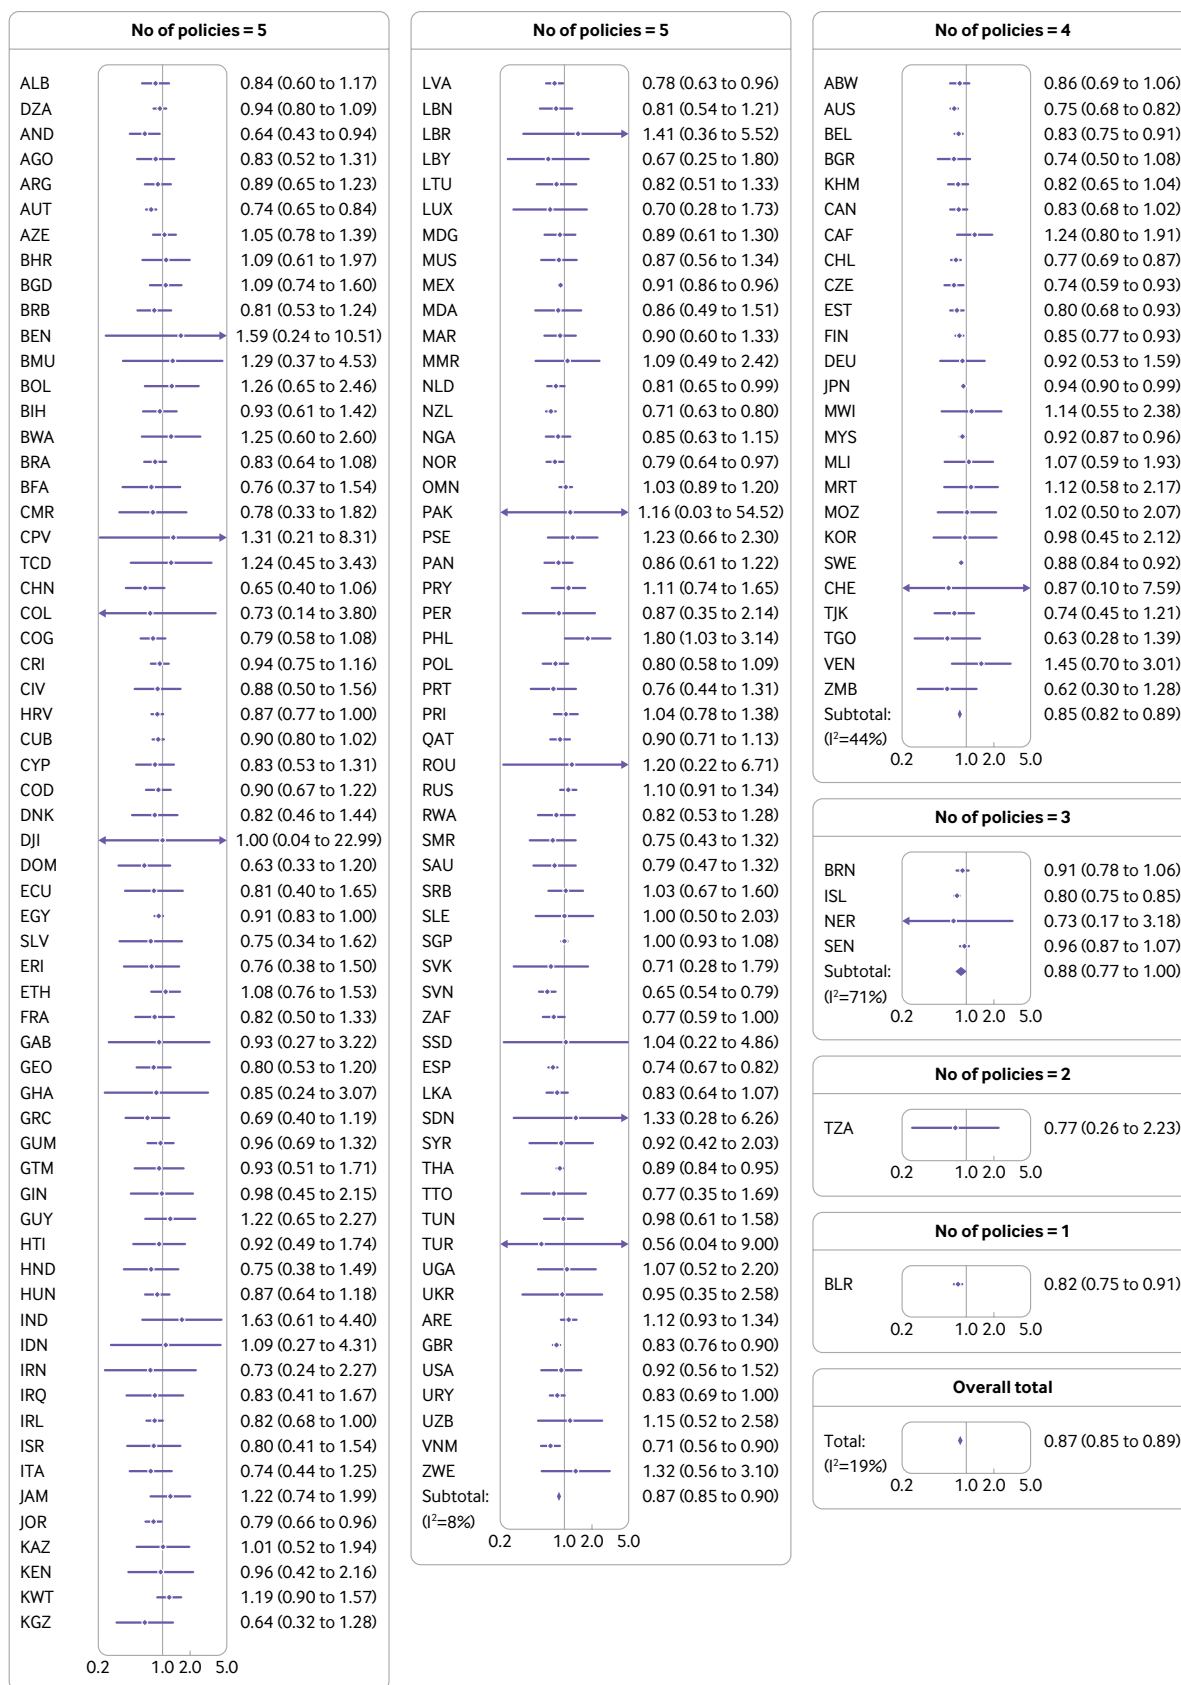 No of policies = 5
ALB 0.84 (0.60 to 1.17)
DZA 0.94 (0.80 to 1.09)
AND 0.64 (0.43 to 0.94)
AGO 0.83 (0.52 to 1.31)
ARG 0.89 (0.65 to 1.23)
AUT 0.74 (0.65 to 0.84)
AZE 1.05 (0.78 to 1.39)
BHR 1.09 (0.61 to 1.97)
BGD 1.09 (0.74 to 1.60)
BRB 0.81 (0.53 to 1.24)
BEN 1.59 (0.24 to 10.51)
BMU 1.29 (0.37 to 4.53)
BOL 1.26 (0.65 to 2.46)
BIH 0.93 (0.61 to 1.42)
BWA 1.25 (0.60 to 2.60)
BRA 0.83 (0.64 to 1.08)
BFA 0.76 (0.37 to 1.54)
CMR 0.78 (0.33 to 1.82)
CPV 1.31 (0.21 to 8.31)
TCD 1.24 (0.45 to 3.43)
CHN 0.65 (0.40 to 1.06)
COL 0.73 (0.14 to 3.80)
COG 0.79 (0.58 to 1.08)
CRI 0.94 (0.75 to 1.16)
CIV 0.88 (0.50 to 1.56)
HRV 0.87 (0.77 to 1.00)
CUB 0.90 (0.80 to 1.02)
CYP 0.83 (0.53 to 1.31)
COD 0.90 (0.67 to 1.22)
DNK 0.82 (0.46 to 1.44)
DJI 1.00 (0.04 to 22.99)
DOM 0.63 (0.33 to 1.20)
ECU 0.81 (0.40 to 1.65)
EGY 0.91 (0.83 to 1.00)
SLV 0.75 (0.34 to 1.62)
ERI 0.76 (0.38 to 1.50)
ETH 1.08 (0.76 to 1.53)
FRA 0.82 (0.50 to 1.33)
GAB 0.93 (0.27 to 3.22)
GEO 0.80 (0.53 to 1.20)
GHA 0.85 (0.24 to 3.07)
GRC 0.69 (0.40 to 1.19)
GUM 0.96 (0.69 to 1.32)
GTM 0.93 (0.51 to 1.71)
GIN 0.98 (0.45 to 2.15)
GUY 1.22 (0.65 to 2.27)
HTI 0.92 (0.49 to 1.74)
HND 0.75 (0.38 to 1.49)
HUN 0.87 (0.64 to 1.18)
IND 1.63 (0.61 to 4.40)
IDN 1.09 (0.27 to 4.31)
IRN 0.73 (0.24 to 2.27)
IRQ 0.83 (0.41 to 1.67)
IRL 0.82 (0.68 to 1.00)
ISR 0.80 (0.41 to 1.54)
ITA 0.74 (0.44 to 1.25)
JAM 1.22 (0.74 to 1.99)
JOR 0.79 (0.66 to 0.96)
KAZ 1.01 (0.52 to 1.94)
KEN 0.96 (0.42 to 2.16)
KWT 1.19 (0.90 to 1.57)
KGZ 0.64 (0.32 to 1.28)
0.2 1.0 2.0 5.0
No of policies = 5
LVA 0.78 (0.63 to 0.96)
LBN 0.81 (0.54 to 1.21)
LBR 1.41 (0.36 to 5.52)
LBY 0.67 (0.25 to 1.80)
LTU 0.82 (0.51 to 1.33)
LUX 0.70 (0.28 to 1.73)
MDG 0.89 (0.61 to 1.30)
MUS 0.87 (0.56 to 1.34)
MEX 0.91 (0.86 to 0.96)
MDA 0.86 (0.49 to 1.51)
MAR 0.90 (0.60 to 1.33)
MMR 1.09 (0.49 to 2.42)
NLD 0.81 (0.65 to 0.99)
NZL 0.71 (0.63 to 0.80)
NGA 0.85 (0.63 to 1.15)
NOR 0.79 (0.64 to 0.97)
OMN 1.03 (0.89 to 1.20)
PAK 1.16 (0.03 to 54.52)
PSE 1.23 (0.66 to 2.30)
PAN 0.86 (0.61 to 1.22)
PRY 1.11 (0.74 to 1.65)
PER 0.87 (0.35 to 2.14)
PHL 1.80 (1.03 to 3.14)
POL 0.80 (0.58 to 1.09)
PRT 0.76 (0.44 to 1.31)
PRI 1.04 (0.78 to 1.38)
QAT 0.90 (0.71 to 1.13)
ROU 1.20 (0.22 to 6.71)
RUS 1.10 (0.91 to 1.34)
RWA 0.82 (0.53 to 1.28)
SMR 0.75 (0.43 to 1.32)
SAU 0.79 (0.47 to 1.32)
SRB 1.03 (0.67 to 1.60)
SLE 1.00 (0.50 to 2.03)
SGP 1.00 (0.93 to 1.08)
SVK 0.71 (0.28 to 1.79)
SVN 0.65 (0.54 to 0.79)
ZAF 0.77 (0.59 to 1.00)
SSD 1.04 (0.22 to 4.86)
ESP 0.74 (0.67 to 0.82)
LKA 0.83 (0.64 to 1.07)
SDN 1.33 (0.28 to 6.26)
SYR 0.92 (0.42 to 2.03)
THA 0.89 (0.84 to 0.95)
TTO 0.77 (0.35 to 1.69)
TUN 0.98 (0.61 to 1.58)
TUR 0.56 (0.04 to 9.00)
UGA 1.07 (0.52 to 2.20)
UKR 0.95 (0.35 to 2.58)
ARE 1.12 (0.93 to 1.34)
GBR 0.83 (0.76 to 0.90)
USA 0.92 (0.56 to 1.52)
URY 0.83 (0.69 to 1.00)
UZB 1.15 (0.52 to 2.58)
VNM 0.71 (0.56 to 0.90)
ZWE 1.32 (0.56 to 3.10)
Subtotal: 0.87 (0.85 to 0.90)
(I²=8%)
0.2 1.0 2.0 5.0
No of policies = 4
ABW 0.86 (0.69 to 1.06)
AUS 0.75 (0.68 to 0.82)
BEL 0.83 (0.75 to 0.91)
BGR 0.74 (0.50 to 1.08)
KHM 0.82 (0.65 to 1.04)
CAN 0.83 (0.68 to 1.02)
CAF 1.24 (0.80 to 1.91)
CHL 0.77 (0.69 to 0.87)
CZE 0.74 (0.59 to 0.93)
EST 0.80 (0.68 to 0.93)
FIN 0.85 (0.77 to 0.93)
DEU 0.92 (0.53 to 1.59)
JPN 0.94 (0.90 to 0.99)
MWI 1.14 (0.55 to 2.38)
MYS 0.92 (0.87 to 0.96)
MLI 1.07 (0.59 to 1.93)
MRT 1.12 (0.58 to 2.17)
MOZ 1.02 (0.50 to 2.07)
KOR 0.98 (0.45 to 2.12)
SWE 0.88 (0.84 to 0.92)
CHE 0.87 (0.10 to 7.59)
TJK 0.74 (0.45 to 1.21)
TGO 0.63 (0.28 to 1.39)
VEN 1.45 (0.70 to 3.01)
ZMB 0.62 (0.30 to 1.28)
Subtotal: 0.85 (0.82 to 0.89)
(I²=44%)
0.2 1.0 2.0 5.0
No of policies = 3
BRN 0.91 (0.78 to 1.06)
ISL 0.80 (0.75 to 0.85)
NER 0.73 (0.17 to 3.18)
SEN 0.96 (0.87 to 1.07)
Subtotal: 0.88 (0.77 to 1.00)
(I²=71%)
0.2 1.0 2.0 5.0
No of policies = 2
TZA 0.77 (0.26 to 2.23)
0.2 1.0 2.0 5.0
No of policies = 1
BLR 0.82 (0.75 to 0.91)
0.2 1.0 2.0 5.0
Overall total
Total: 0.87 (0.85 to 0.89)
(I²=19%)
0.2 1.0 2.0 5.0